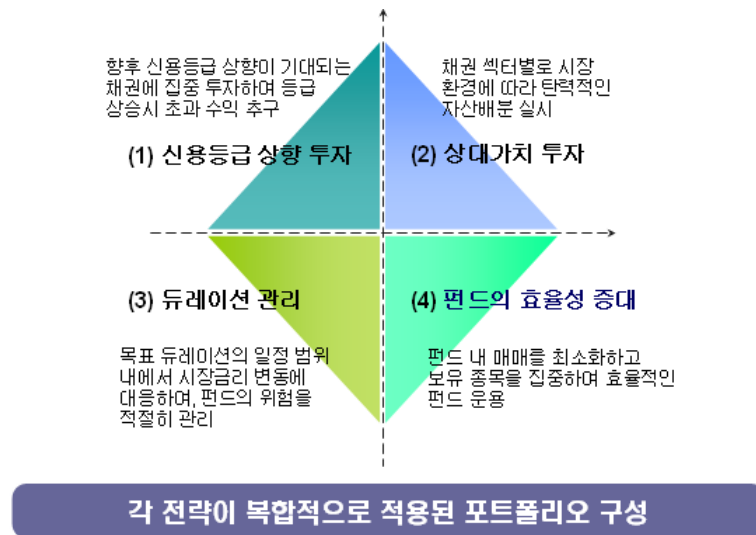 향후 신용등급 상향이 기대되는
채권에 집중 투자하며 등급
상승시 초과 수익 추구
(1) 신용등급 상향 투자
채권 섹터별로 시장
환경에 따라 탄력적인
자산배분 실시
(2) 상대가치 투자
(3) 듀레이션 관리
목표 듀레이션의 일정 범위
내에서 시장금리 변동에
대응하며, 펀드의 위험을
적절히 관리
(4) 펀드의 효율성 증대
펀드 내 매매를 최소화하고
보유 종목을 집중하며 효율적인
펀드 운용
각 전략이 복합적으로 적용된 포트폴리오 구성